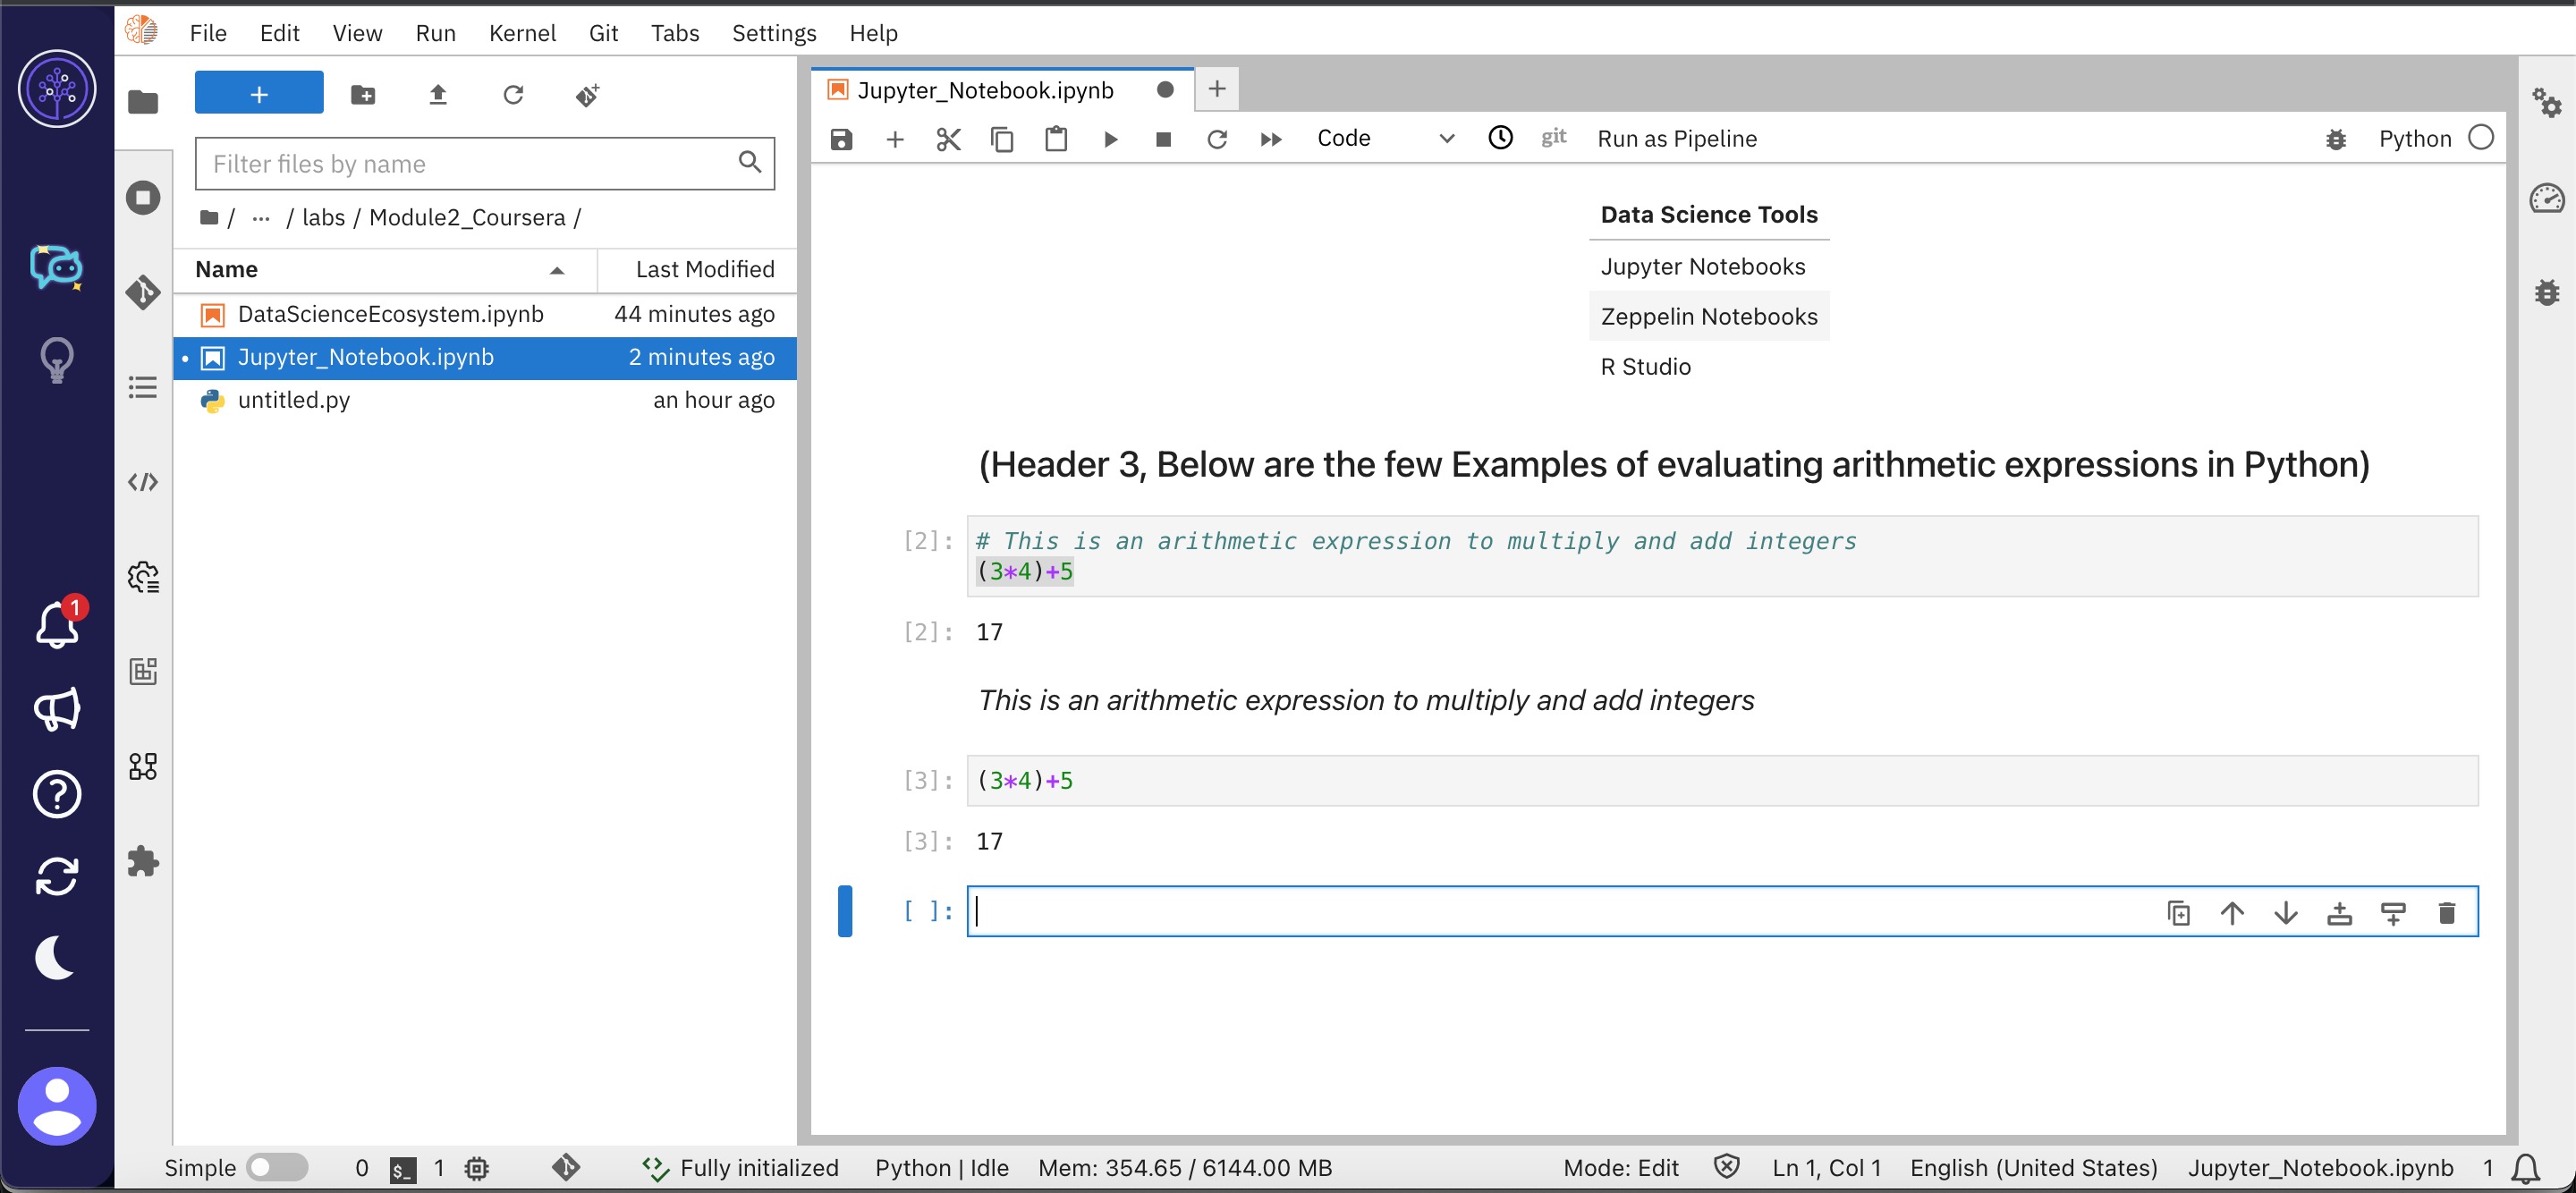 File Edit View Run Kernel Git Tabs Settings Help
+
Filter files by name
/ ... / labs / Module2_Coursera /
Name Last Modified
DataScienceEcosystem.ipynb 44 minutes ago
• Jupyter_Notebook.ipynb 2 minutes ago
untitled.py an hour ago
1
Jupyter_Notebook.ipynb
Code git Run as Pipeline Python
Data Science Tools
Jupyter Notebooks
Zeppelin Notebooks
R Studio
(Header 3, Below are the few Examples of evaluating arithmetic expressions in Python)
[2]: # This is an arithmetic expression to multiply and add integers
(3*4)+5
[2]: 17
This is an arithmetic expression to multiply and add integers
[3]: (3*4)+5
[3]: 17
[ ]:
Simple 0 $_ 1 Fully initialized Python | Idle Mem: 354.65 / 6144.00 MB Mode: Edit Ln 1, Col 1 English (United States) Jupyter_Notebook.ipynb 1